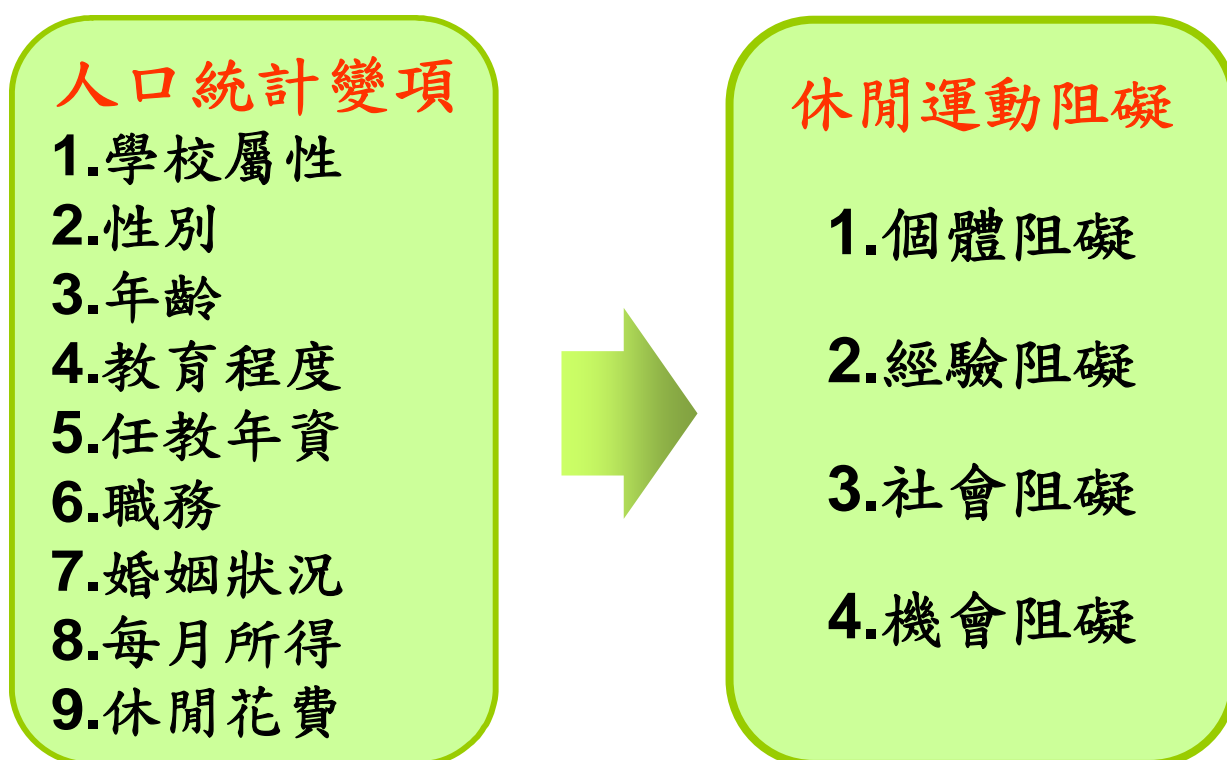 人口統計變項
1.學校屬性
2.性別
3.年齡
4.教育程度
5.任教年資
6.職務
7.婚姻狀況
8.每月所得
9.休閒花費
休閒運動阻礙
1.個體阻礙
2.經驗阻礙
3.社會阻礙
4.機會阻礙